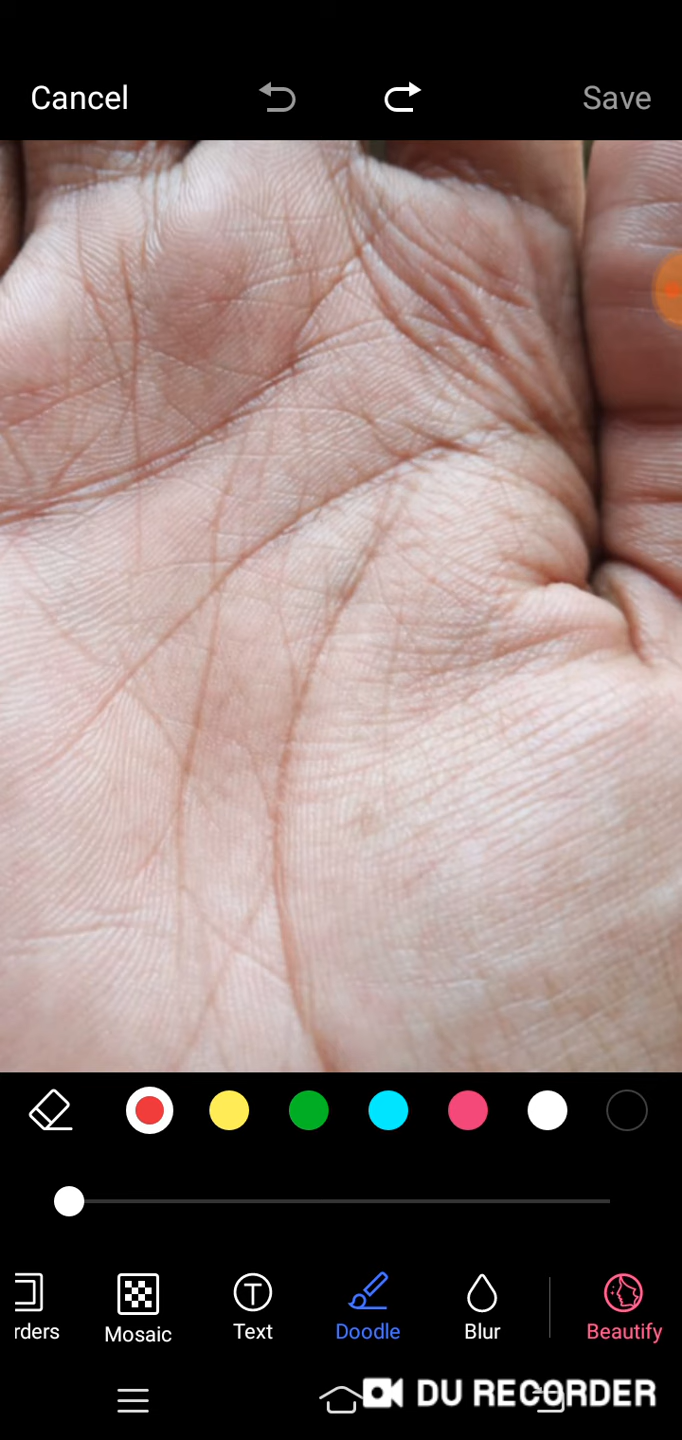 Cancel
Save
rders
Mosaic
Text
Doodle
Blur
Beautify
DU RECORDER